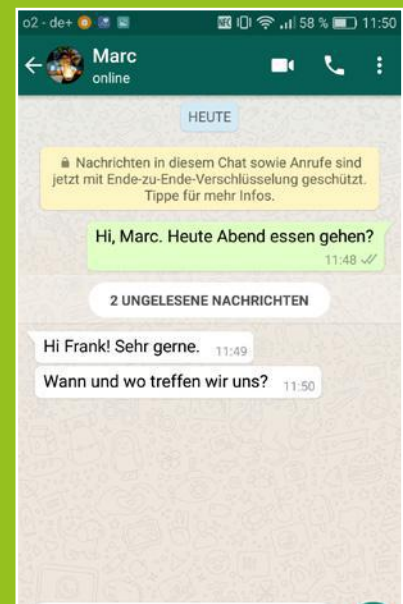 o2 - de+ 58 % 11:50
Marc
online
HEUTE
Nachrichten in diesem Chat sowie Anrufe sind
jetzt mit Ende-zu-Ende-Verschlüsselung geschützt.
Tippe für mehr Infos.
Hi, Marc. Heute Abend essen gehen?
11:48
2 UNGELESENE NACHRICHTEN
Hi Frank! Sehr gerne. 11:49
Wann und wo treffen wir uns? 11:50